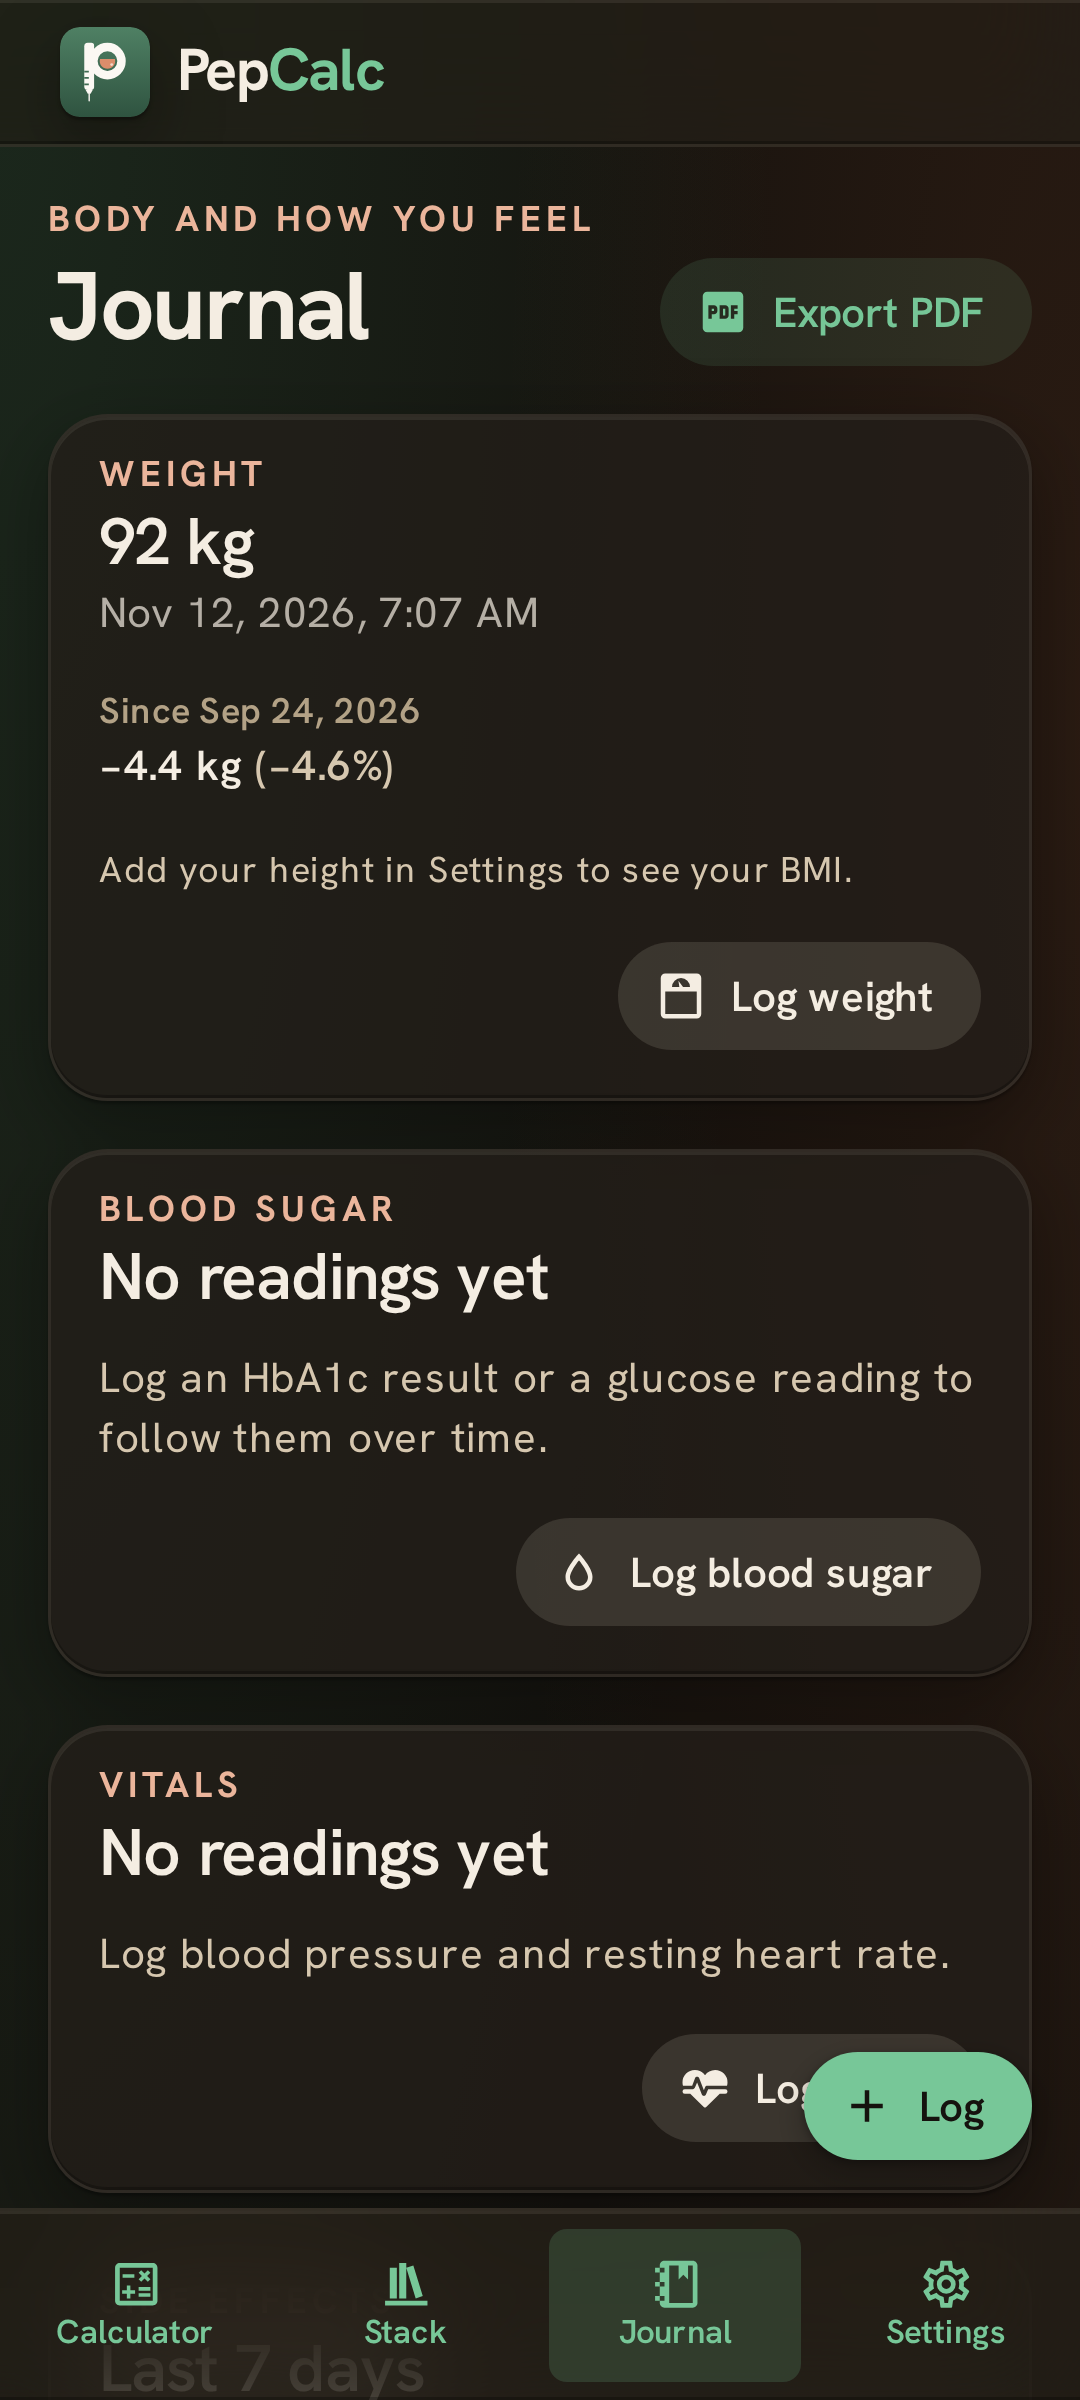 PepCalc
BODY AND HOW YOU FEEL
Journal
PDF Export PDF
WEIGHT
92 kg
Nov 12, 2026, 7:07 AM
Since Sep 24, 2026
−4.4 kg (−4.6%)
Add your height in Settings to see your BMI.
Log weight
BLOOD SUGAR
No readings yet
Log an HbA1c result or a glucose reading to
follow them over time.
Log blood sugar
VITALS
No readings yet
Log blood pressure and resting heart rate.
Log
+ Log
Calculator
Stack
Journal
Settings
Last 7 days